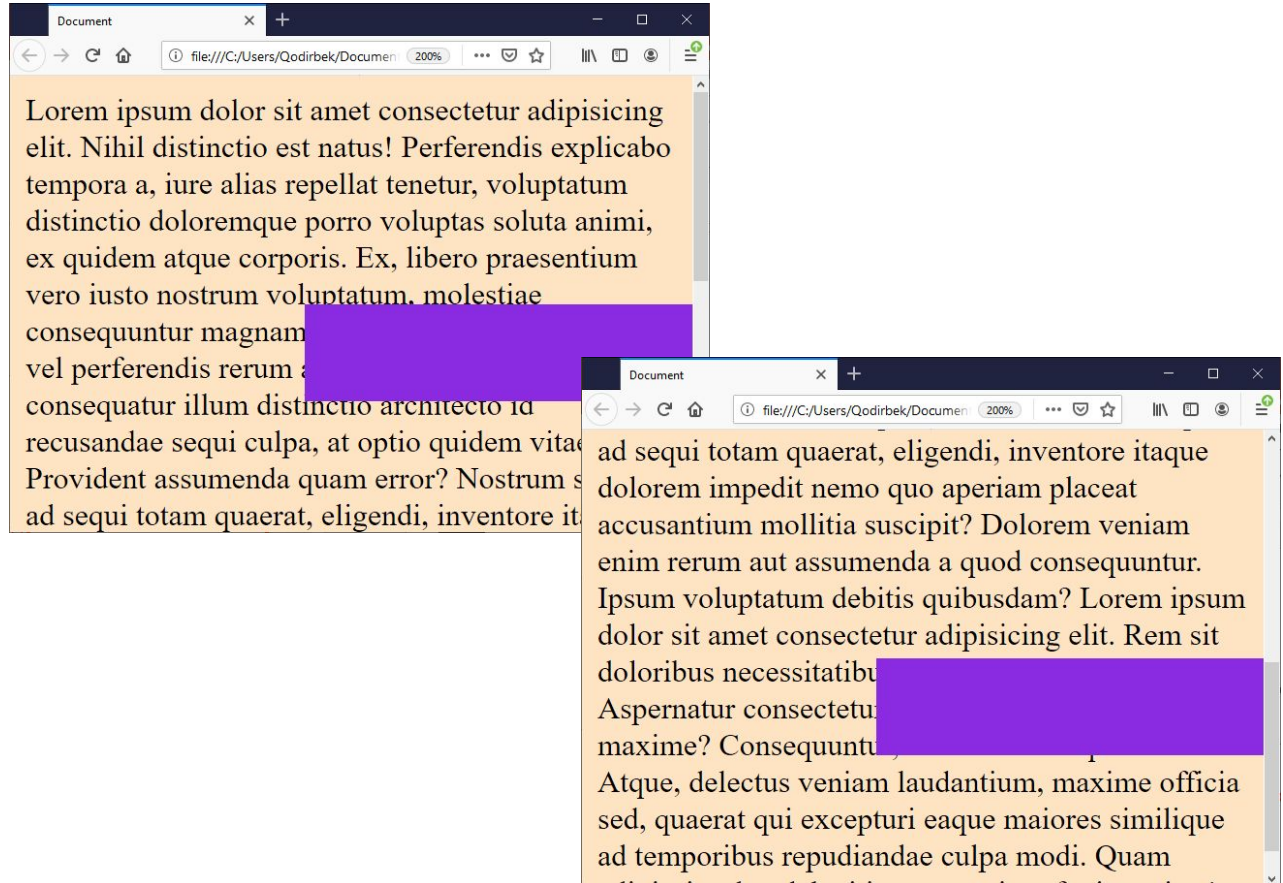 Document
file:///C:/Users/Qodirbek/Documen 200%
Lorem ipsum dolor sit amet consectetur adipisicing
elit. Nihil distinctio est natus! Perferendis explicabo
tempora a, iure alias repellat tenetur, voluptatum
distinctio doloremque porro voluptas soluta animi,
ex quidem atque corporis. Ex, libero praesentium
vero iusto nostrum voluptatum, molestiae
consequuntur magnam
vel perferendis rerum
consequatur illum distinctio architecto id
recusandae sequi culpa, at optio quidem vitae
Provident assumenda quam error? Nostrum
ad sequi totam quaerat, eligendi, inventore
Document
file:///C:/Users/Qodirbek/Documen 200%
ad sequi totam quaerat, eligendi, inventore itaque
dolorem impedit nemo quo aperiam placeat
accusantium mollitia suscipit? Dolorem veniam
enim rerum aut assumenda a quod consequuntur.
Ipsum voluptatum debitis quibusdam? Lorem ipsum
dolor sit amet consectetur adipisicing elit. Rem sit
doloribus
Aspernatur
maxime?
Atque, delectus veniam laudantium, maxime officia
sed, quaerat qui excepturi eaque maiores similique
ad temporibus repudiandae culpa modi. Quam